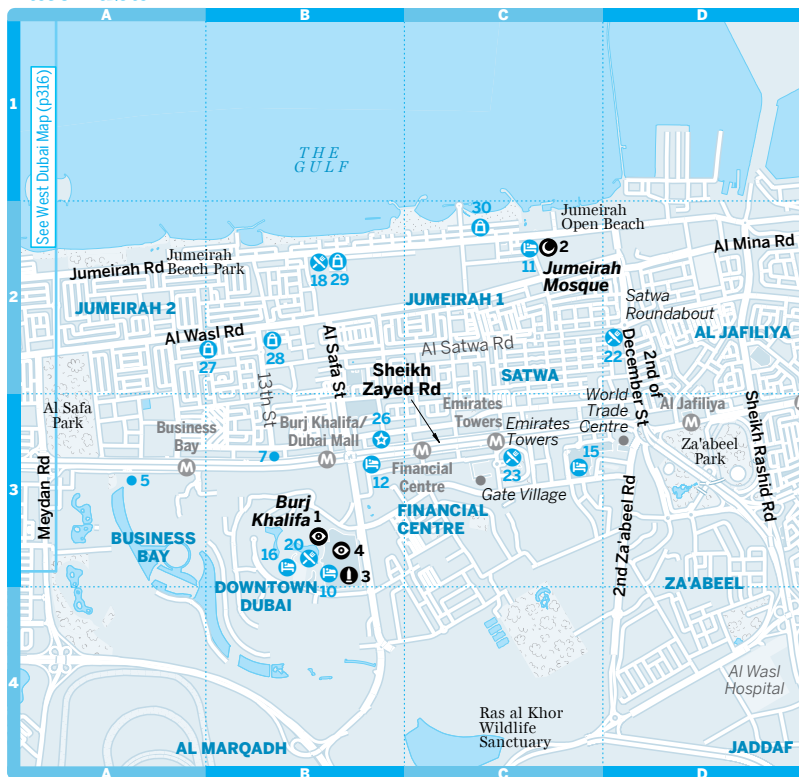 A
B
C
D
1
See West Dubai Map (p316)
THE
GULF
30
Jumeirah
Open Beach
Al Mina Rd
Jumeirah
Beach Park
Jumeirah Rd
18 29
11
2
Jumeirah
Mosque
2
JUMEIRAH 2
JUMEIRAH 1
Satwa
Roundabout
AL JAFILIYA
Al Wasl Rd
27
28
Al Safa St
Al Satwa Rd
22
2nd of
December St
SATWA
Sheikh
Zayed Rd
13th St
Al Safa
Park
Business
Bay
M
Burj Khalifa/
Dubai Mall
M
26
Emirates
Towers
M
Emirates
Towers
World
Trade
Centre
Al Jafiliya
M
M
Sheikh Rashid Rd
Za'abeel
Park
3
Meydan Rd
5
7
12
M
Financial
Centre
23
15
Gate Village
FINANCIAL
CENTRE
2nd Za'abeel Rd
Burj
Khalifa
1
BUSINESS
BAY
20
4
16
10
3
DOWNTOWN
DUBAI
ZA'ABEEL
4
Al Wasl
Hospital
Ras al Khor
Wildlife
Sanctuary
AL MARQADH
JADDAF
A
B
C
D